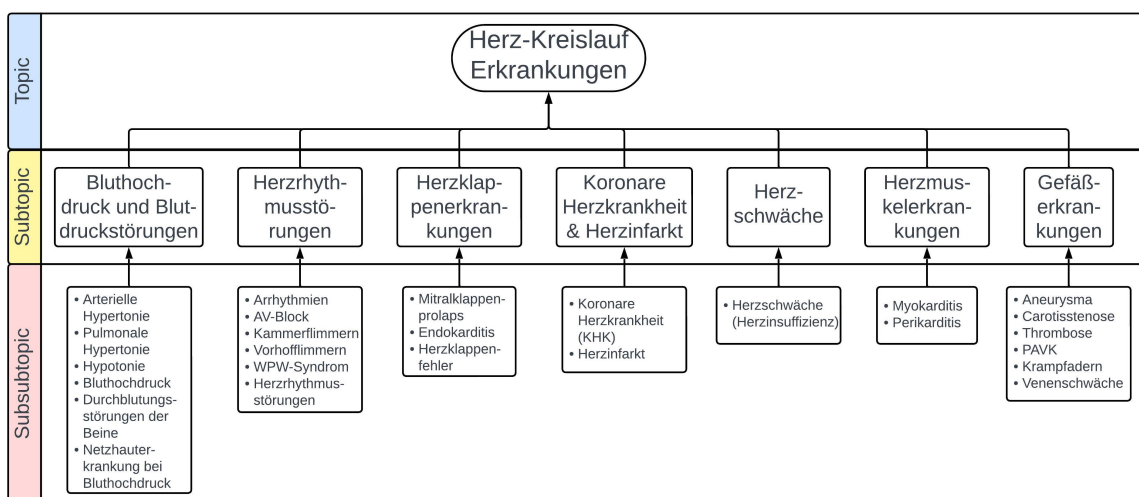 Topic
Herz-Kreislauf
Erkrankungen
Subtopic
Bluthoch-
druck und Blut-
druckstörungen
Herzrhyth-
musstö-
rungen
Herzklap-
penerkran-
kungen
Koronare
Herzkrankheit
& Herzinfarkt
Herz-
schwäche
Herzmus-
kelerkran-
kungen
Gefäß-
erkran-
kungen
Subsubtopic
• Arterielle
Hypertonie
• Pulmonale
Hypertonie
• Hypotonie
• Bluthochdruck
• Durchblutungs-
störungen der
Beine
• Netzhauter-
krankung bei
Bluthochdruck
• Arrhythmien
• AV-Block
• Kammerflimmern
• Vorhofflimmern
• WPW-Syndrom
• Herzrhythmus-
störungen
• Mitralklappen-
prolaps
• Endokarditis
• Herzklappen-
fehler
• Koronare
Herzkrankheit
(KHK)
• Herzinfarkt
• Herzschwäche
(Herzinsuffizienz)
• Myokarditis
• Perikarditis
• Aneurysma
• Carotisstenose
• Thrombose
• PAVK
• Krampfadern
• Venenschwäche